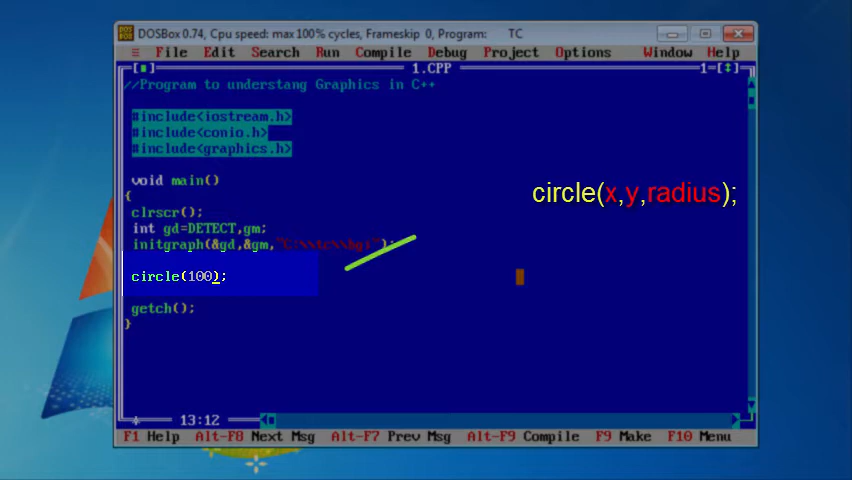 DOSBox 0.74, Cpu speed: max 100% cycles, Frameskip 0, Program: TC
≡ File Edit Search Run Compile Debug Project Options Window Help
[■] 1.CPP 1=[↕]
//Program to understang Graphics in C++
#include<iostream.h>
#include<conio.h>
#include<graphics.h>
void main()
circle(x,y,radius);
{
clrscr();
int gd=DETECT,gm;
initgraph(&gd,&gm,"C:\\tc\\bgi");
circle(100);
getch();
}
13:12
F1 Help Alt-F8 Next Msg Alt-F7 Prev Msg Alt-F9 Compile F9 Make F10 Menu